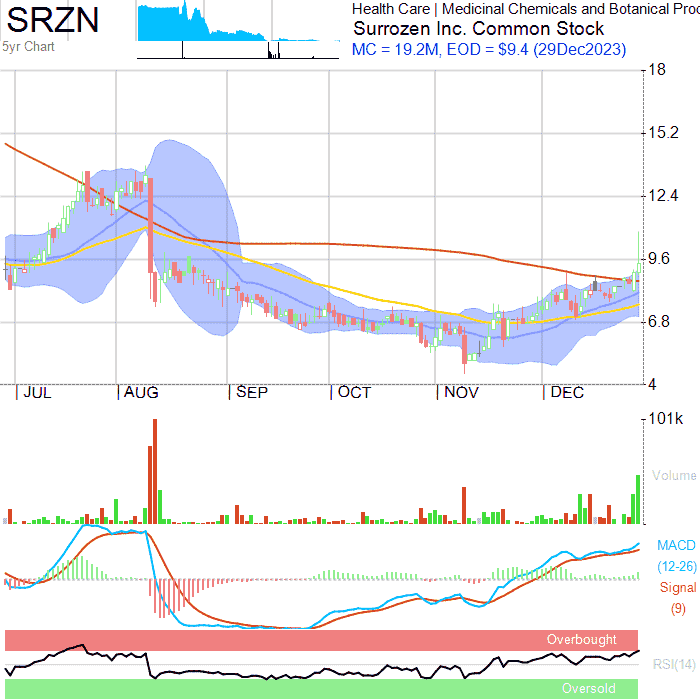 SRZN
5yr Chart
Health Care | Medicinal Chemicals and Botanical Proc
Surrozen Inc. Common Stock
MC = 19.2M, EOD = $9.4 (29Dec2023)
18
15.2
12.4
9.6
6.8
4
JUL AUG SEP OCT NOV DEC
101k
Volume
MACD
(12-26)
Signal
(9)
Overbought
RSI(14)
Oversold